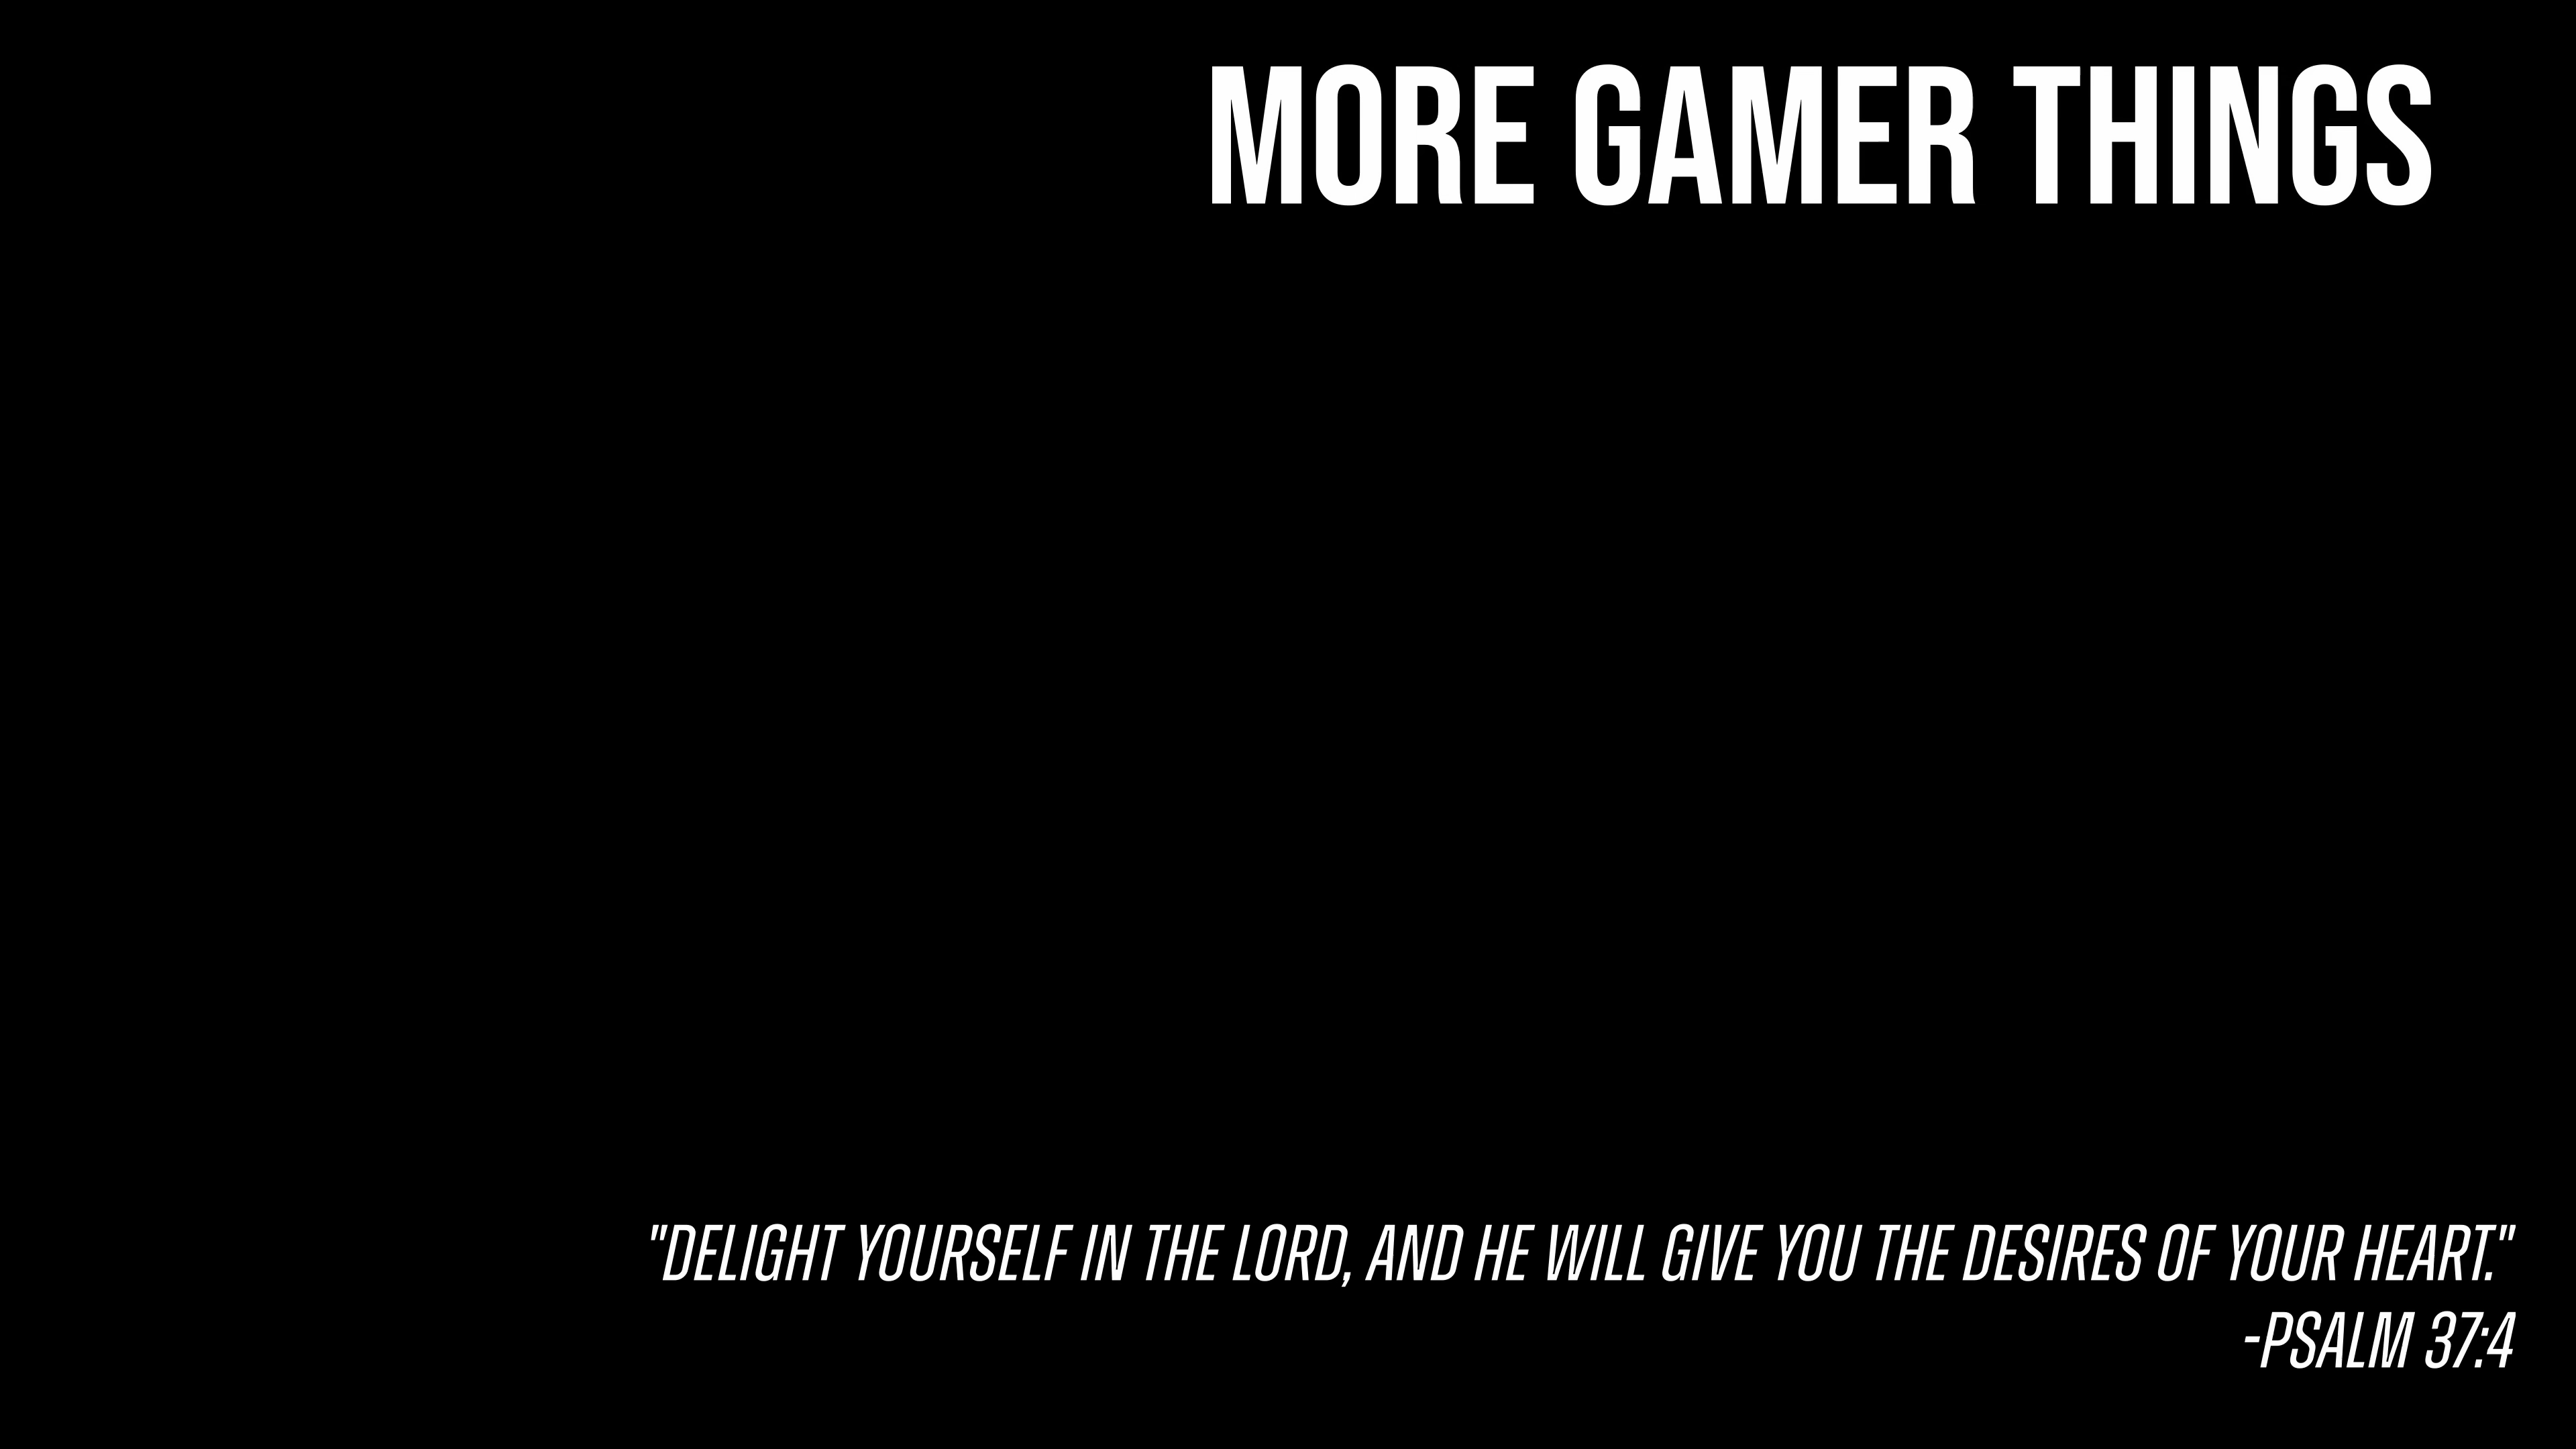 MORE GAMER THINGS
"DELIGHT YOURSELF IN THE LORD, AND HE WILL GIVE YOU THE DESIRES OF YOUR HEART."
-PSALM 37:4